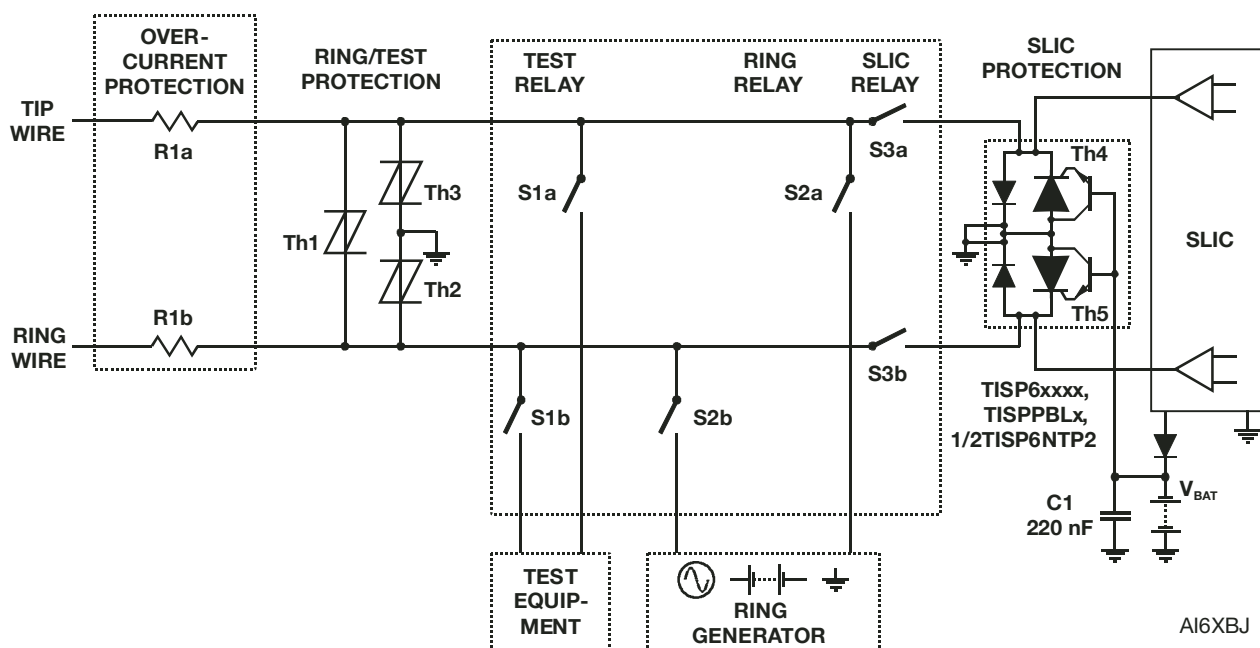 OVER-
CURRENT
PROTECTION
RING/TEST
PROTECTION
TEST
RELAY
RING
RELAY
SLIC
RELAY
SLIC
PROTECTION
TIP
WIRE
R1a
S3a
Th4
Th3
S1a
S2a
Th1
SLIC
Th2
R1b
Th5
RING
WIRE
S3b
S1b
S2b
TISP6xxxx,
TISPPBLx,
1/2TISP6NTP2
C1
220 nF
VBAT
TEST
EQUIP-
MENT
RING
GENERATOR
AI6XBJ